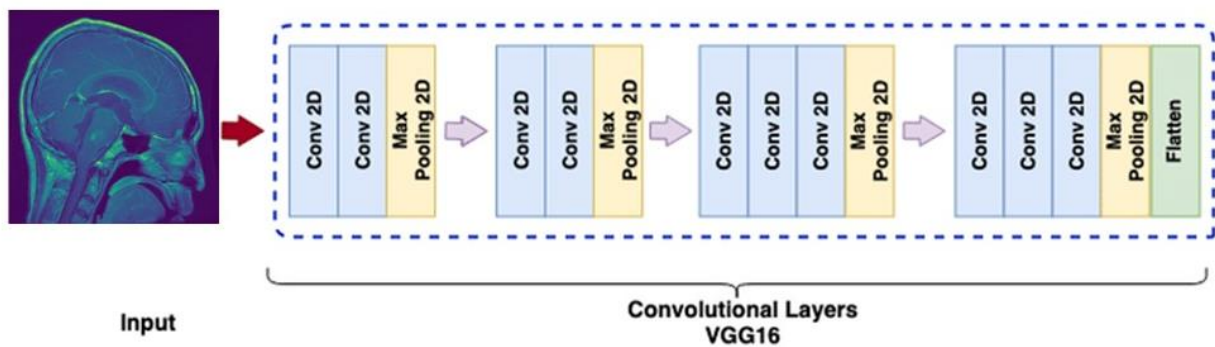 Conv 2D
Conv 2D
Max
Pooling 2D
Conv 2D
Conv 2D
Max
Pooling 2D
Conv 2D
Conv 2D
Conv 2D
Max
Pooling 2D
Conv 2D
Conv 2D
Conv 2D
Max
Pooling 2D
Flatten
Input
Convolutional Layers
VGG16